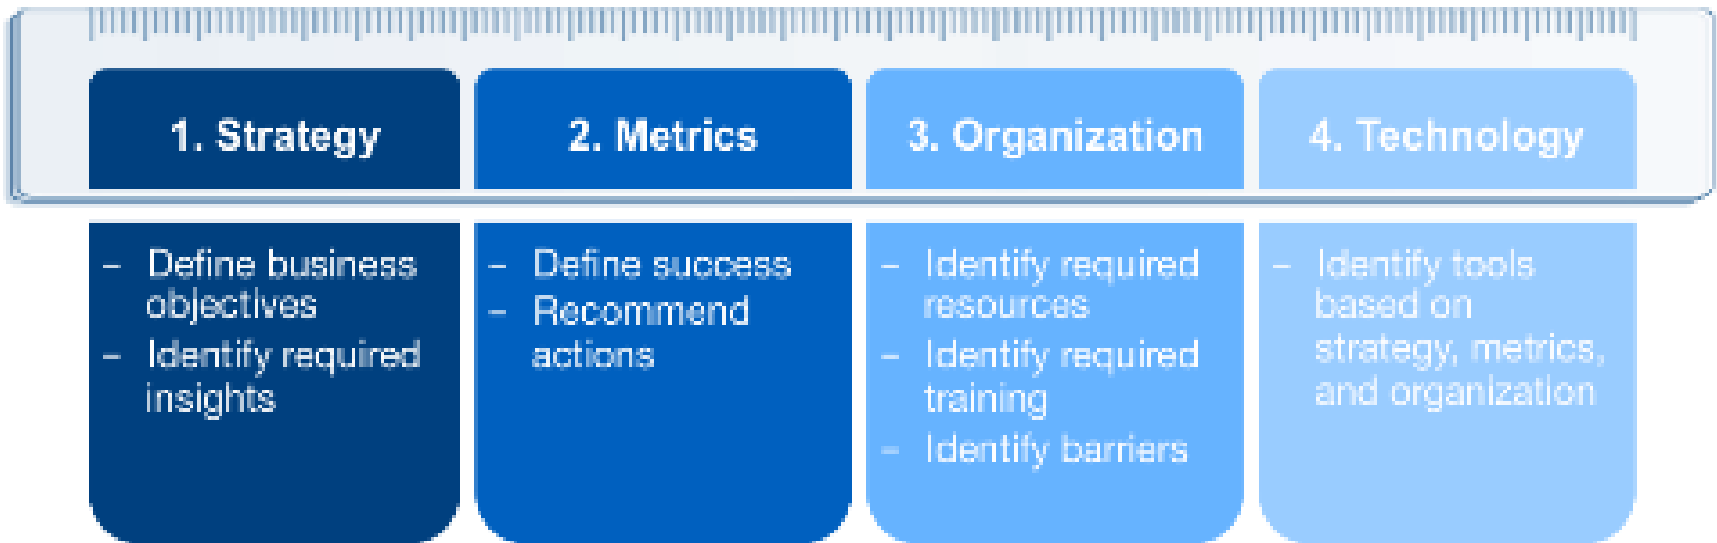 1. Strategy
– Define business
objectives
– Identify required
insights
2. Metrics
– Define success
– Recommend
actions
3. Organization
– Identify required
resources
– Identify required
training
– Identify barriers
4. Technology
– Identify tools
based on
strategy, metrics,
and organization